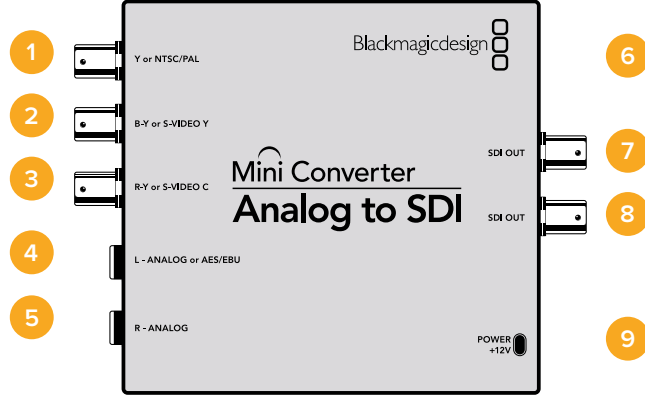 1
Y or NTSC/PAL
Blackmagicdesign
6
2
B-Y or S-VIDEO Y
SDI OUT
7
3
R-Y or S-VIDEO C
Mini Converter
Analog to SDI
SDI OUT
8
4
L - ANALOG or AES/EBU
5
R - ANALOG
POWER
+12V
9